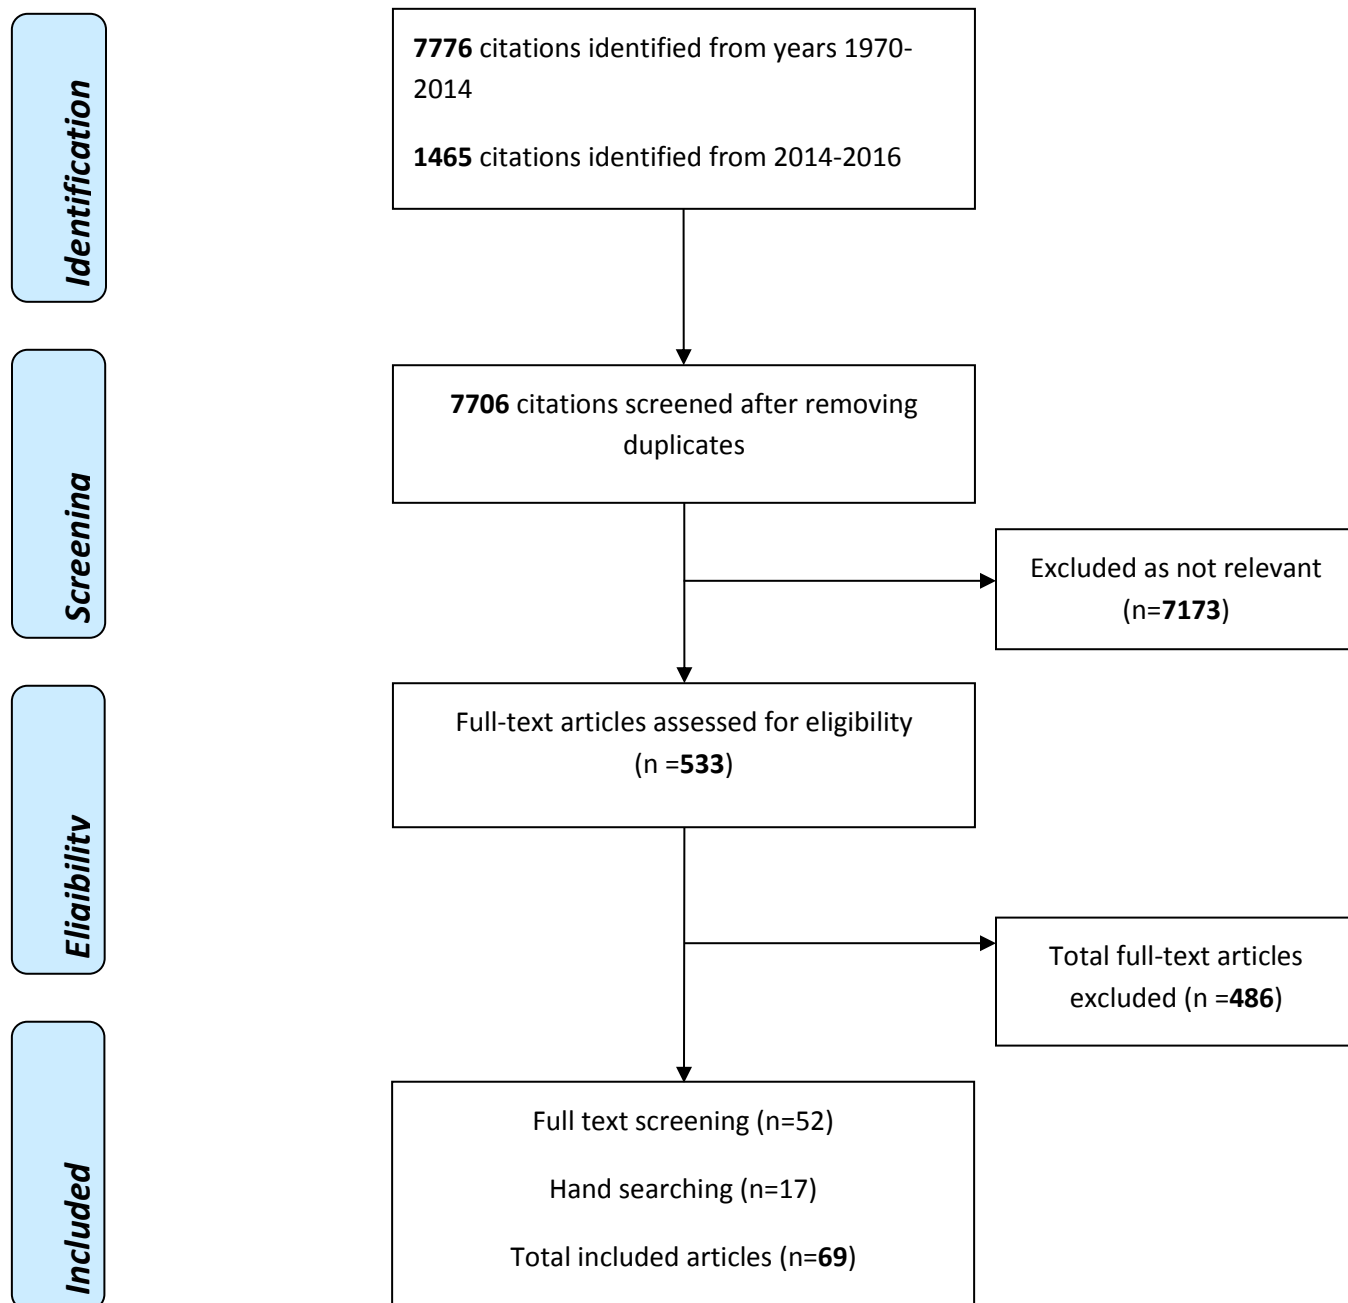 Identification
7776 citations identified from years 1970-
2014
1465 citations identified from 2014-2016
Screening
7706 citations screened after removing
duplicates
Excluded as not relevant
(n=7173)
Eligibility
Full-text articles assessed for eligibility
(n =533)
Total full-text articles
excluded (n =486)
Included
Full text screening (n=52)
Hand searching (n=17)
Total included articles (n=69)